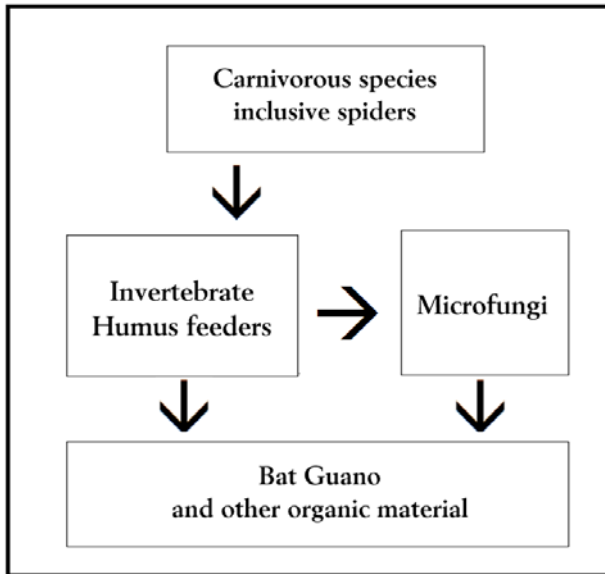 Carnivorous species
inclusive spiders
Invertebrate
Humus feeders
Microfungi
Bat Guano
and other organic material